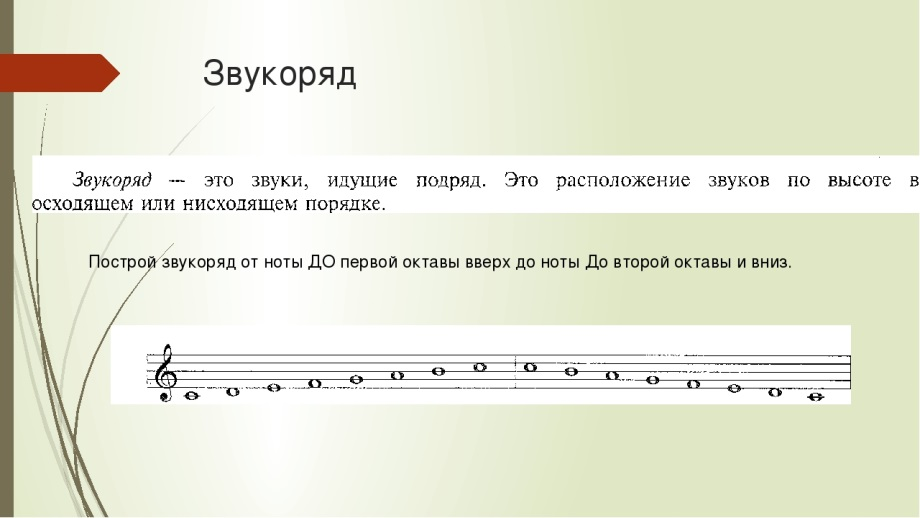 Звукоряд
Звукоряд — это звуки, идущие подряд. Это расположение звуков по высоте в
осходящем или нисходящем порядке.
Построй звукоряд от ноты ДО первой октавы вверх до ноты До второй октавы и вниз.